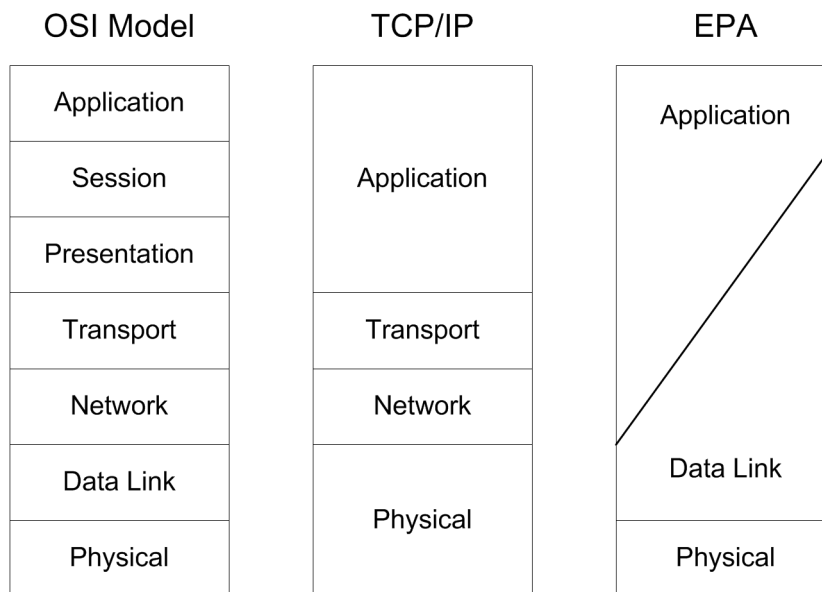 OSI Model
Application
Session
Presentation
Transport
Network
Data Link
Physical
TCP/IP
Application
Transport
Network
Physical
EPA
Application
Data Link
Physical